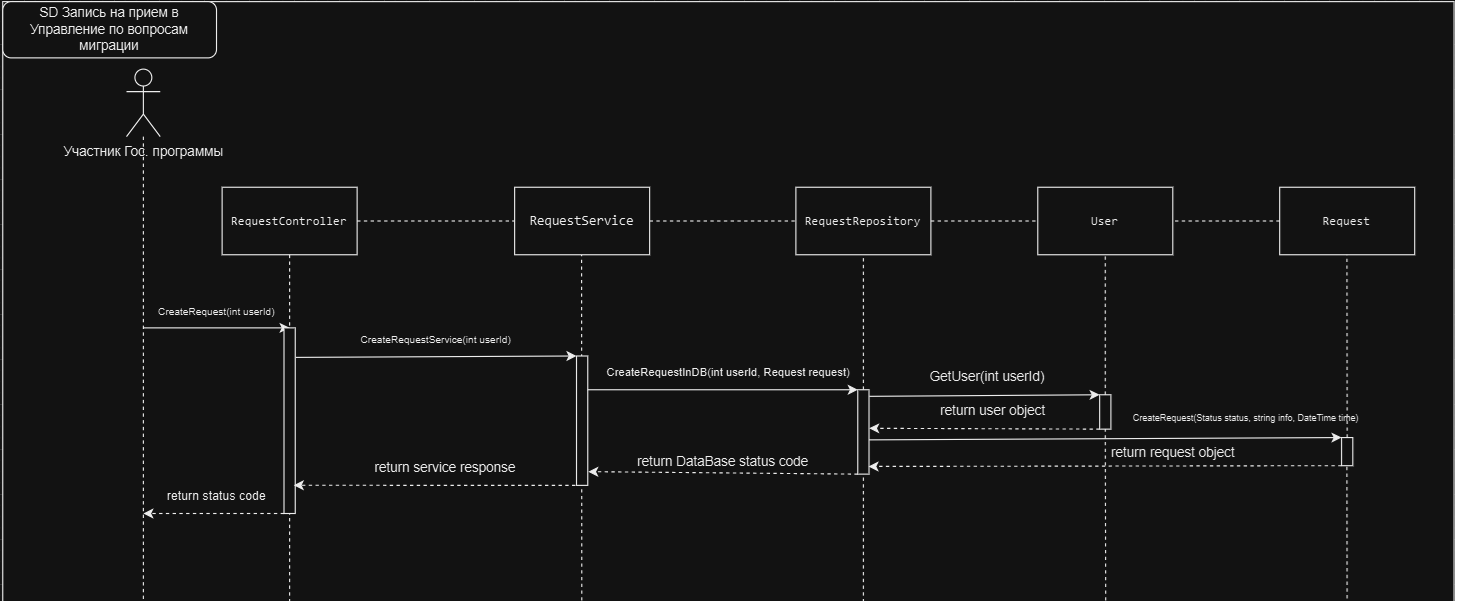 SD Запись на прием в
Управление по вопросам
миграции
Участник Гос. программы
RequestController
RequestService
RequestRepository
User
Request
CreateRequest(int userId)
CreateRequestService(int userId)
CreateRequestInDB(int userId, Request request)
GetUser(int userId)
return user object
CreateRequest(Status status, string info, DateTime time)
return request object
return DataBase status code
return service response
return status code